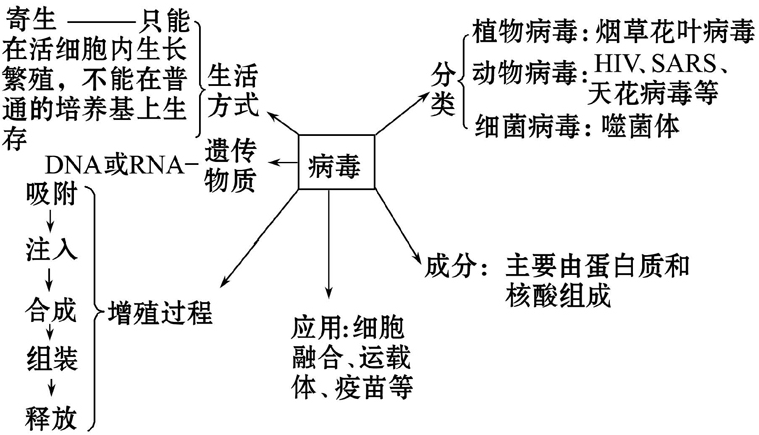 寄生 ——只能
在活细胞内生长
繁殖，不能在普
通的培养基上生
存
生活
方式
DNA或RNA
遗传
物质
吸附
注入
合成
组装
释放
增殖过程
病毒
分类
植物病毒：烟草花叶病毒
动物病毒：HIV、SARS、
天花病毒等
细菌病毒：噬菌体
成分：主要由蛋白质和
核酸组成
应用：细胞
融合、运载
体、疫苗等